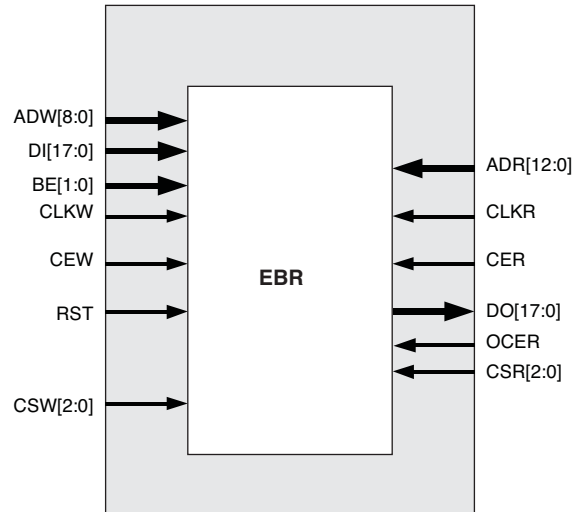 ADW[8:0]
DI[17:0]
BE[1:0]
CLKW
CEW
RST
CSW[2:0]
EBR
ADR[12:0]
CLKR
CER
DO[17:0]
OCER
CSR[2:0]